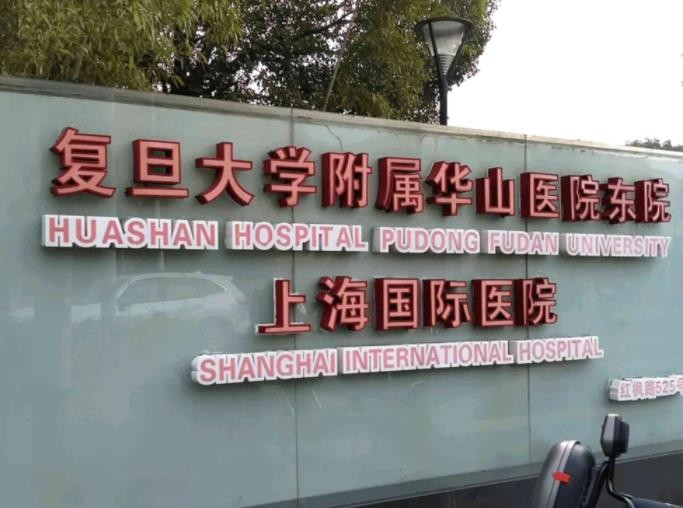 复旦大学附属华山医院东院
HUASHAN HOSPITAL PUDONG FUDAN UNIVERSITY
上海国际医院
SHANGHAI INTERNATIONAL HOSPITAL
红枫路525号